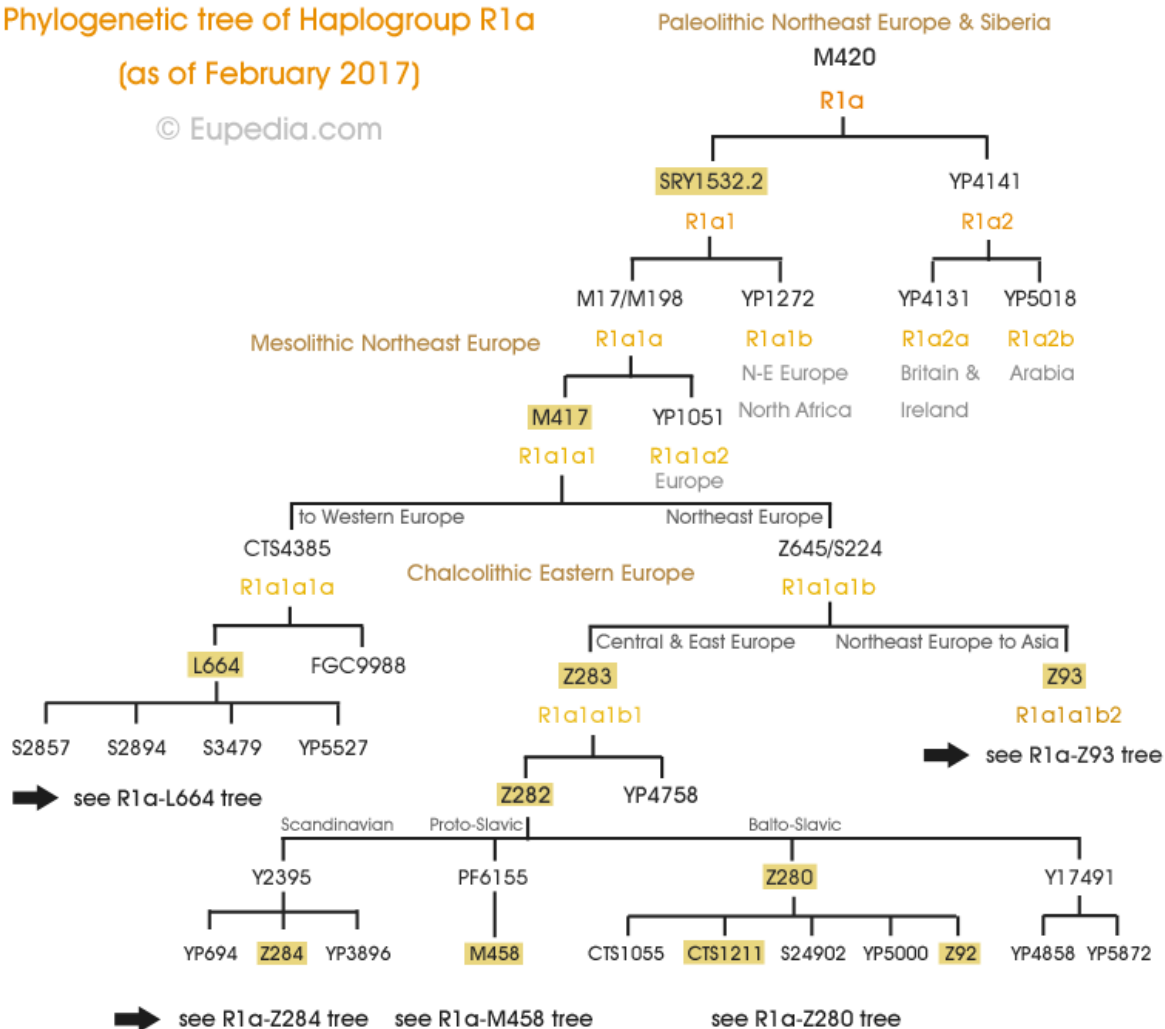 Phylogenetic tree of Haplogroup R1a
(as of February 2017)
© Eupedia.com
Paleolithic Northeast Europe & Siberia
M420
R1a
SRY1532.2 YP4141
R1a1 R1a2
M17/M198 YP1272 YP4131 YP5018
Mesolithic Northeast Europe R1a1a R1a1b R1a2a R1a2b
N-E Europe Britain & Arabia
North Africa Ireland
M417 YP1051
R1a1a1 R1a1a2
Europe
to Western Europe Northeast Europe
CTS4385 Z645/S224
Chalcolithic Eastern Europe
R1a1a1a R1a1a1b
Central & East Europe Northeast Europe to Asia
L664 FGC9988 Z283 Z93
R1a1a1b1 R1a1a1b2
S2857 S2894 S3479 YP5527 see R1a-Z93 tree
see R1a-L664 tree Z282 YP4758
Scandinavian Proto-Slavic Balto-Slavic
Y2395 PF6155 Z280 Y17491
YP694 Z284 YP3896 M458 CTS1055 CTS1211 S24902 YP5000 Z92 YP4858 YP5872
see R1a-Z284 tree see R1a-M458 tree see R1a-Z280 tree